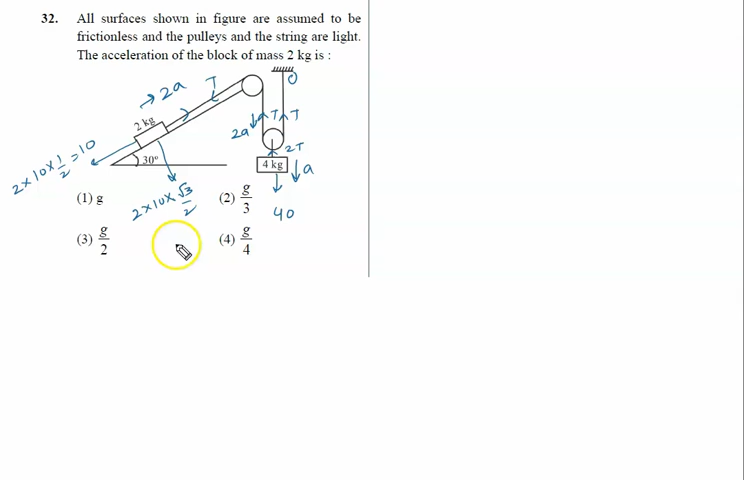 32. All surfaces shown in figure are assumed to be
frictionless and the pulleys and the string are light.
The acceleration of the block of mass 2 kg is :
→ 2a T O
2 kg
2a T T
2 × 10 × 1/2 = 10
30°
2T
4 kg a
(1) g
2 × 10 × √3/2
(2) g/3
40
(3) g/2
(4) g/4